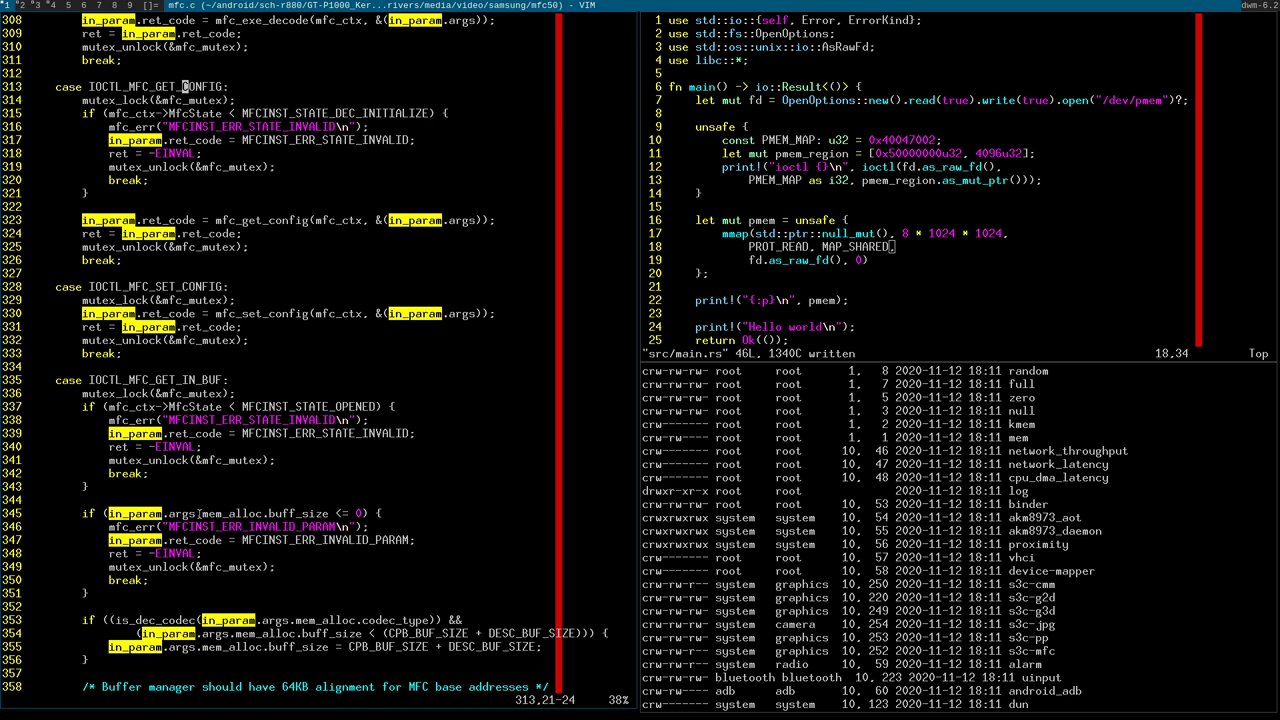 1 2 3 4 5 6 7 8 9 []= mfc.c (~/android/sch-r880/GT-P1000_Ker...rivers/media/video/samsung/mfc50) - VIM dwm-6.2
308 in_param.ret_code = mfc_exe_decode(mfc_ctx, &(in_param.args));
309 ret = in_param.ret_code;
310 mutex_unlock(&mfc_mutex);
311 break;
312
313 case IOCTL_MFC_GET_CONFIG:
314 mutex_lock(&mfc_mutex);
315 if (mfc_ctx->MfcState < MFCINST_STATE_DEC_INITIALIZE) {
316 mfc_err("MFCINST_ERR_STATE_INVALID\n");
317 in_param.ret_code = MFCINST_ERR_STATE_INVALID;
318 ret = -EINVAL;
319 mutex_unlock(&mfc_mutex);
320 break;
321 }
322
323 in_param.ret_code = mfc_get_config(mfc_ctx, &(in_param.args));
324 ret = in_param.ret_code;
325 mutex_unlock(&mfc_mutex);
326 break;
327
328 case IOCTL_MFC_SET_CONFIG:
329 mutex_lock(&mfc_mutex);
330 in_param.ret_code = mfc_set_config(mfc_ctx, &(in_param.args));
331 ret = in_param.ret_code;
332 mutex_unlock(&mfc_mutex);
333 break;
334
335 case IOCTL_MFC_GET_IN_BUF:
336 mutex_lock(&mfc_mutex);
337 if (mfc_ctx->MfcState < MFCINST_STATE_OPENED) {
338 mfc_err("MFCINST_ERR_STATE_INVALID\n");
339 in_param.ret_code = MFCINST_ERR_STATE_INVALID;
340 ret = -EINVAL;
341 mutex_unlock(&mfc_mutex);
342 break;
343 }
344
345 if (in_param.args.mem_alloc.buff_size <= 0) {
346 mfc_err("MFCINST_ERR_INVALID_PARAM\n");
347 in_param.ret_code = MFCINST_ERR_INVALID_PARAM;
348 ret = -EINVAL;
349 mutex_unlock(&mfc_mutex);
350 break;
351 }
352
353 if ((is_dec_codec(in_param.args.mem_alloc.codec_type)) &&
354 (in_param.args.mem_alloc.buff_size < (CPB_BUF_SIZE + DESC_BUF_SIZE))) {
355 in_param.args.mem_alloc.buff_size = CPB_BUF_SIZE + DESC_BUF_SIZE;
356 }
357
358 /* Buffer manager should have 64KB alignment for MFC base addresses */
313,21-24 38%
1 use std::io::{self, Error, ErrorKind};
2 use std::fs::OpenOptions;
3 use std::os::unix::io::AsRawFd;
4 use libc::*;
5
6 fn main() -> io::Result<()> {
7 let mut fd = OpenOptions::new().read(true).write(true).open("/dev/pmem")?;
8
9 unsafe {
10 const PMEM_MAP: u32 = 0x40047002;
11 let mut pmem_region = [0x50000000u32, 4096u32];
12 print!("ioctl {}\n", ioctl(fd.as_raw_fd(),
13 PMEM_MAP as i32, pmem_region.as_mut_ptr()));
14 }
15
16 let mut pmem = unsafe {
17 mmap(std::ptr::null_mut(), 8 * 1024 * 1024,
18 PROT_READ, MAP_SHARED,
19 fd.as_raw_fd(), 0)
20 };
21
22 print!("{:p}\n", pmem);
23
24 print!("Hello world\n");
25 return Ok(());
"src/main.rs" 46L, 1340C written 18,34 Top
crw-rw-rw- root root 1, 8 2020-11-12 18:11 random
crw-rw-rw- root root 1, 7 2020-11-12 18:11 full
crw-rw-rw- root root 1, 5 2020-11-12 18:11 zero
crw-rw-rw- root root 1, 3 2020-11-12 18:11 null
crw-rw---- root root 1, 2 2020-11-12 18:11 kmem
crw-rw---- root root 1, 1 2020-11-12 18:11 mem
crw------- root root 10, 46 2020-11-12 18:11 network_throughput
crw------- root root 10, 47 2020-11-12 18:11 network_latency
crw------- root root 10, 48 2020-11-12 18:11 cpu_dma_latency
drwxr-xr-x root root 2020-11-12 18:11 log
crw-rw-rw- root root 10, 53 2020-11-12 18:11 binder
crwxrwxrwx system system 10, 54 2020-11-12 18:11 akm8973_aot
crwxrwxrwx system system 10, 55 2020-11-12 18:11 akm8973_daemon
crwxrwxrwx system system 10, 56 2020-11-12 18:11 proximity
crw------- root root 10, 57 2020-11-12 18:11 vhci
crw------- root root 10, 58 2020-11-12 18:11 device-mapper
crw-rw-r-- system graphics 10, 250 2020-11-12 18:11 s3c-cmm
crw-rw-r-- system graphics 10, 220 2020-11-12 18:11 s3c-g2d
crw-rw-r-- system graphics 10, 249 2020-11-12 18:11 s3c-g3d
crw-rw-r-- system camera 10, 254 2020-11-12 18:11 s3c-jpg
crw-rw-r-- system graphics 10, 253 2020-11-12 18:11 s3c-pp
crw-rw-r-- system graphics 10, 252 2020-11-12 18:11 s3c-mfc
crw-rw-r-- system radio 10, 59 2020-11-12 18:11 alarm
crw-rw-rw- bluetooth bluetooth 10, 223 2020-11-12 18:11 uinput
crw-rw---- adb adb 10, 60 2020-11-12 18:11 android_adb
crw-rw---- system system 10, 123 2020-11-12 18:11 dun